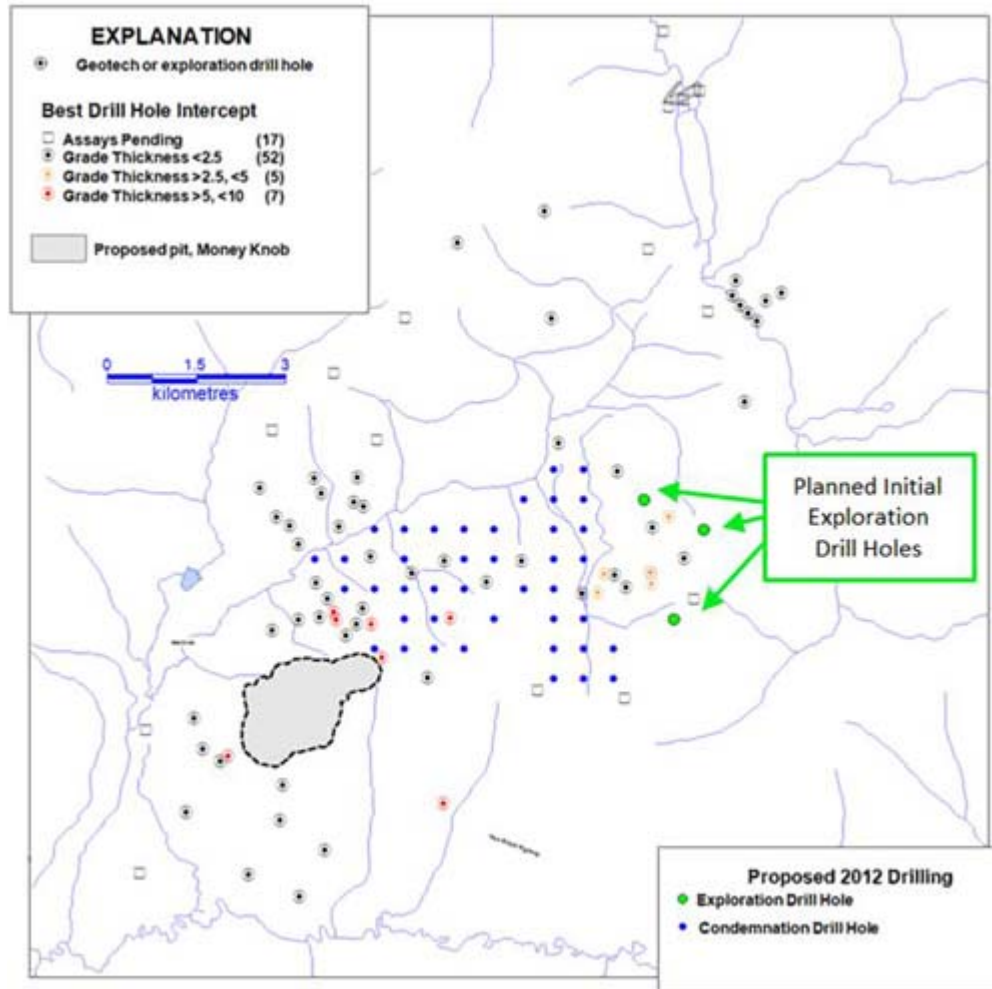 EXPLANATION
Geotech or exploration drill hole
Best Drill Hole Intercept
Assays Pending (17)
Grade Thickness <2.5 (52)
Grade Thickness >2.5, <5 (5)
Grade Thickness >5, <10 (7)
Proposed pit, Money Knob
0 1.5 3
kilometres
Planned Initial
Exploration
Drill Holes
Proposed 2012 Drilling
Exploration Drill Hole
Condemnation Drill Hole